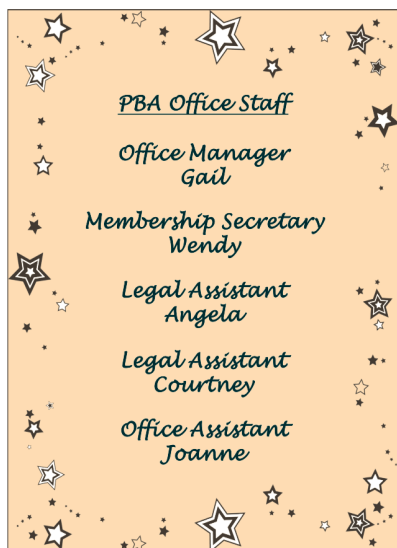 PBA Office Staff
Office Manager
Gail
Membership Secretary
Wendy
Legal Assistant
Angela
Legal Assistant
Courtney
Office Assistant
Joanne